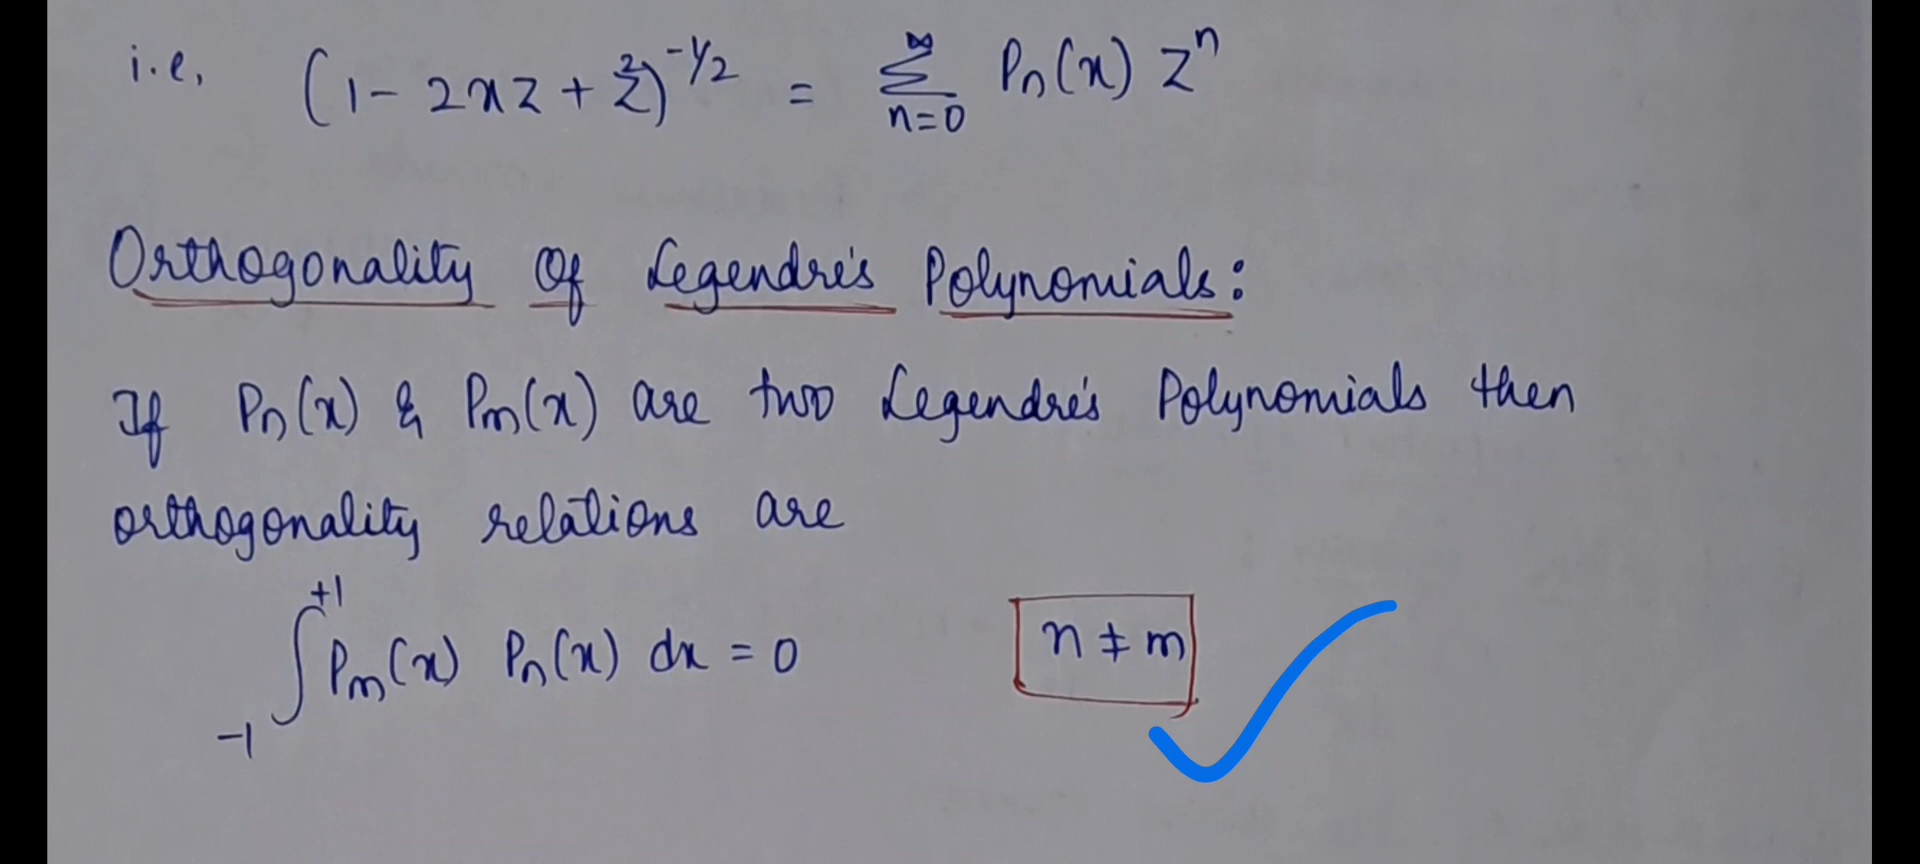 i.e, (1 - 2xz + z²)^-1/2 = ∞∑n=0 Pn(x) z^n
Orthogonality Of Legendre's Polynomials:
If Pn(x) & Pm(x) are two Legendre's Polynomials then
orthogonality relations are
∫-1^+1 Pm(x) Pn(x) dx = 0 n ≠ m